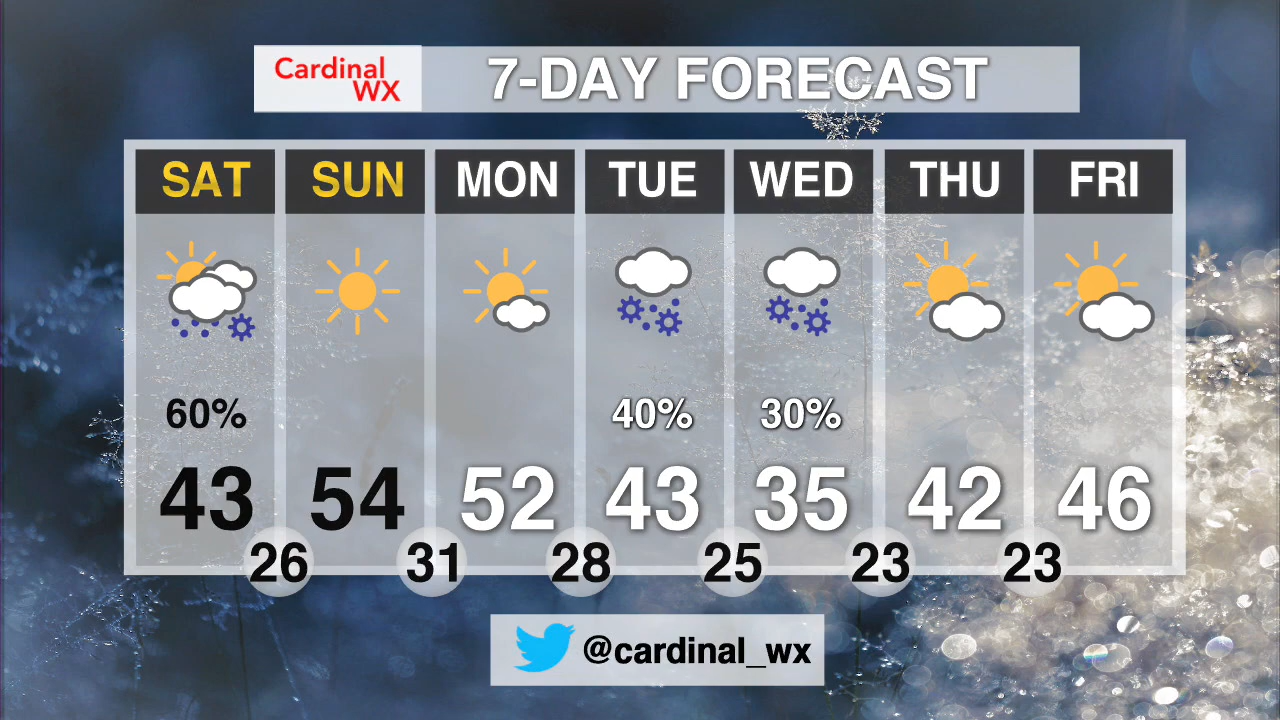 Cardinal
WX
7-DAY FORECAST
SAT SUN MON TUE WED THU FRI
60% 40% 30%
43 54 52 43 35 42 46
26 31 28 25 23 23
@cardinal_wx